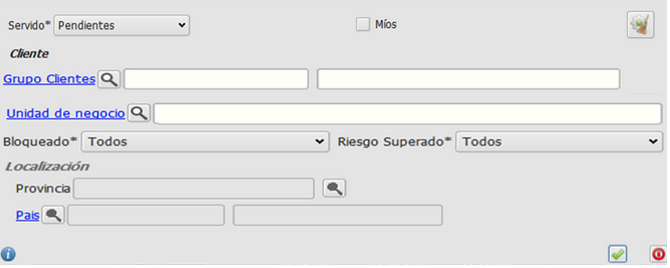 Servido* Pendientes Míos
Cliente
Grupo Clientes
Unidad de negocio
Bloqueado* Todos Riesgo Superado* Todos
Localización
Provincia
Pais